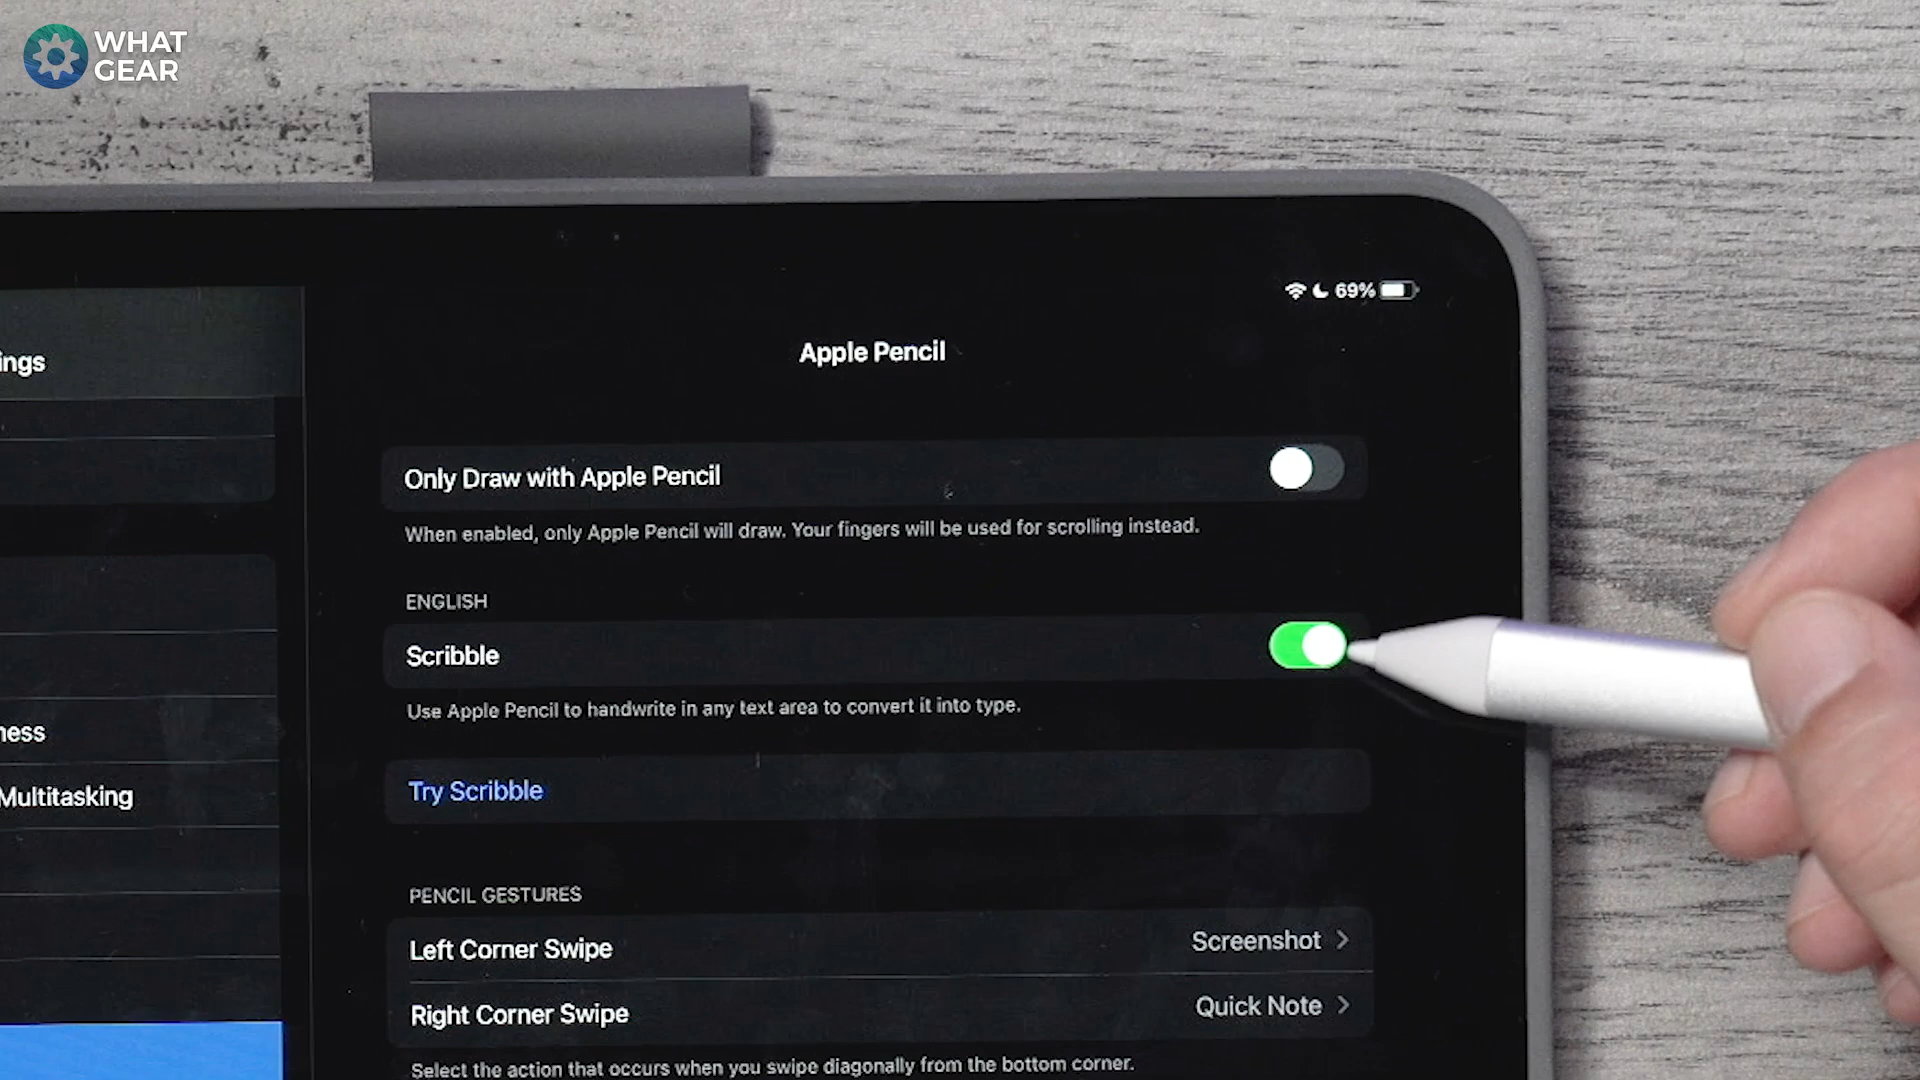 WHAT
GEAR
69%
ings
Apple Pencil
Only Draw with Apple Pencil
When enabled, only Apple Pencil will draw. Your fingers will be used for scrolling instead.
ENGLISH
Scribble
Use Apple Pencil to handwrite in any text area to convert it into type.
ness
Multitasking
Try Scribble
PENCIL GESTURES
Left Corner Swipe Screenshot
Right Corner Swipe Quick Note
Select the action that occurs when you swipe diagonally from the bottom corner.